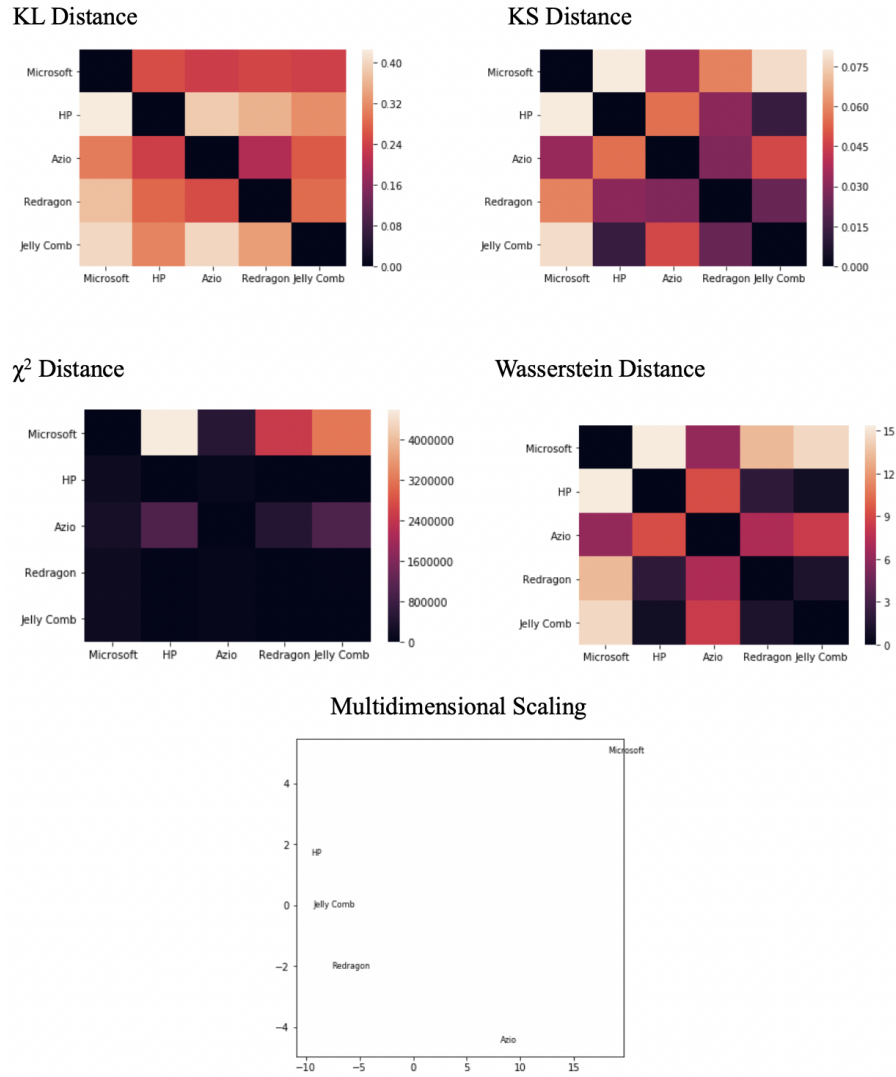 KL Distance
KS Distance
Microsoft
HP
Azio
Redragon
Jelly Comb
Microsoft HP Azio Redragon Jelly Comb
0.40
0.32
0.24
0.16
0.08
0.00
Microsoft
HP
Azio
Redragon
Jelly Comb
Microsoft HP Azio Redragon Jelly Comb
0.075
0.060
0.045
0.030
0.015
0.000
χ² Distance
Wasserstein Distance
Microsoft
HP
Azio
Redragon
Jelly Comb
Microsoft HP Azio Redragon Jelly Comb
4000000
3200000
2400000
1600000
800000
0
Microsoft
HP
Azio
Redragon
Jelly Comb
Microsoft HP Azio Redragon Jelly Comb
15
12
9
6
3
0
Multidimensional Scaling
Microsoft
HP
Jelly Comb
Redragon
Azio
4
2
0
−2
−4
−10 −5 0 5 10 15